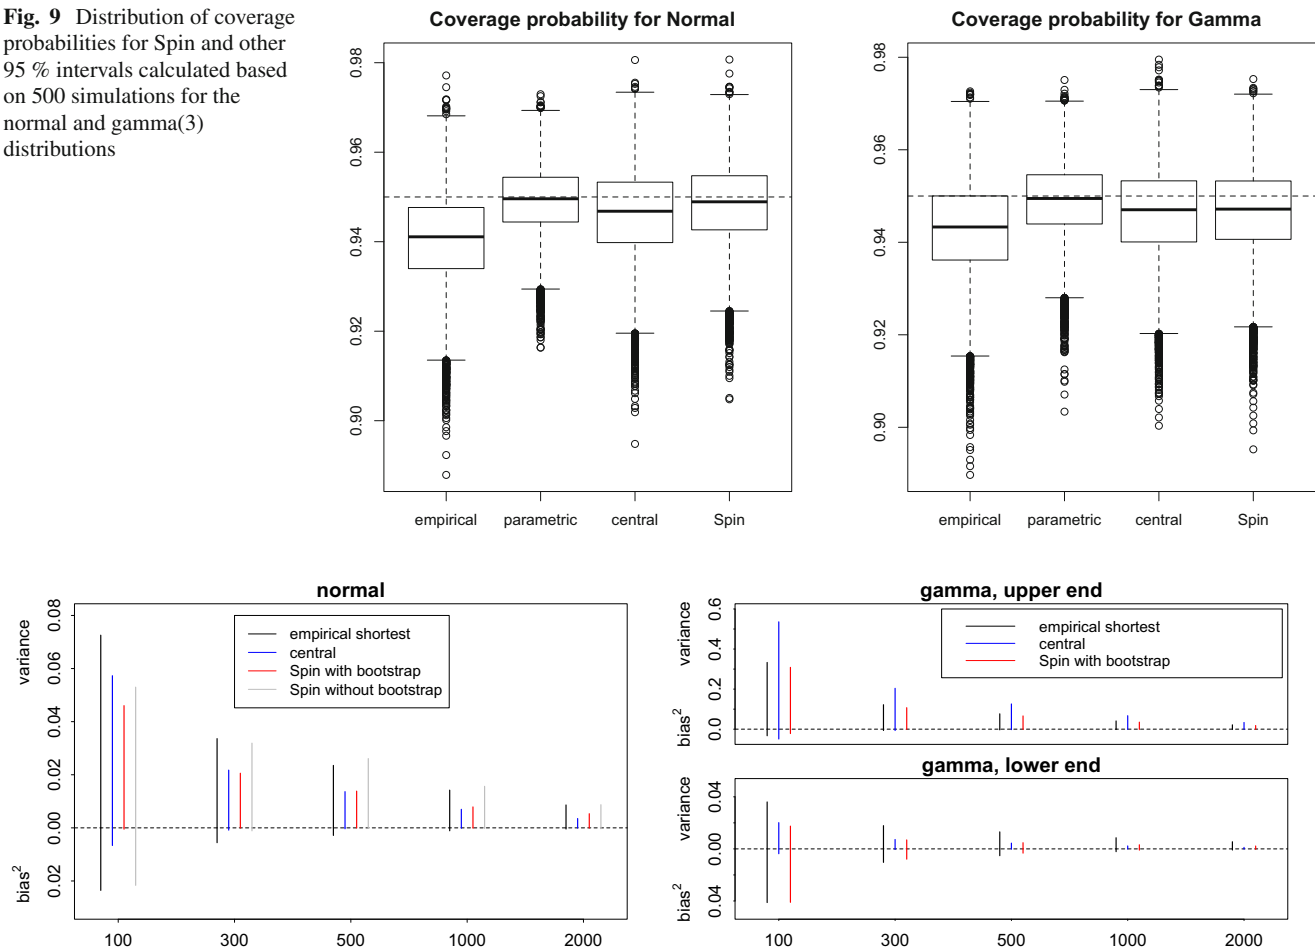 Fig. 9 Distribution of coverage
probabilities for Spin and other
95 % intervals calculated based
on 500 simulations for the
normal and gamma(3)
distributions
Coverage probability for Normal
0.98
0.96
0.94
0.92
0.90
empirical parametric central Spin
Coverage probability for Gamma
0.98
0.96
0.94
0.92
0.90
empirical parametric central Spin
normal
variance
bias²
0.08
0.06
0.04
0.02
0.00
0.02
empirical shortest
central
Spin with bootstrap
Spin without bootstrap
100 300 500 1000 2000
gamma, upper end
variance
bias²
0.6
0.4
0.2
0.0
empirical shortest
central
Spin with bootstrap
gamma, lower end
variance
bias²
0.04
0.00
0.04
100 300 500 1000 2000